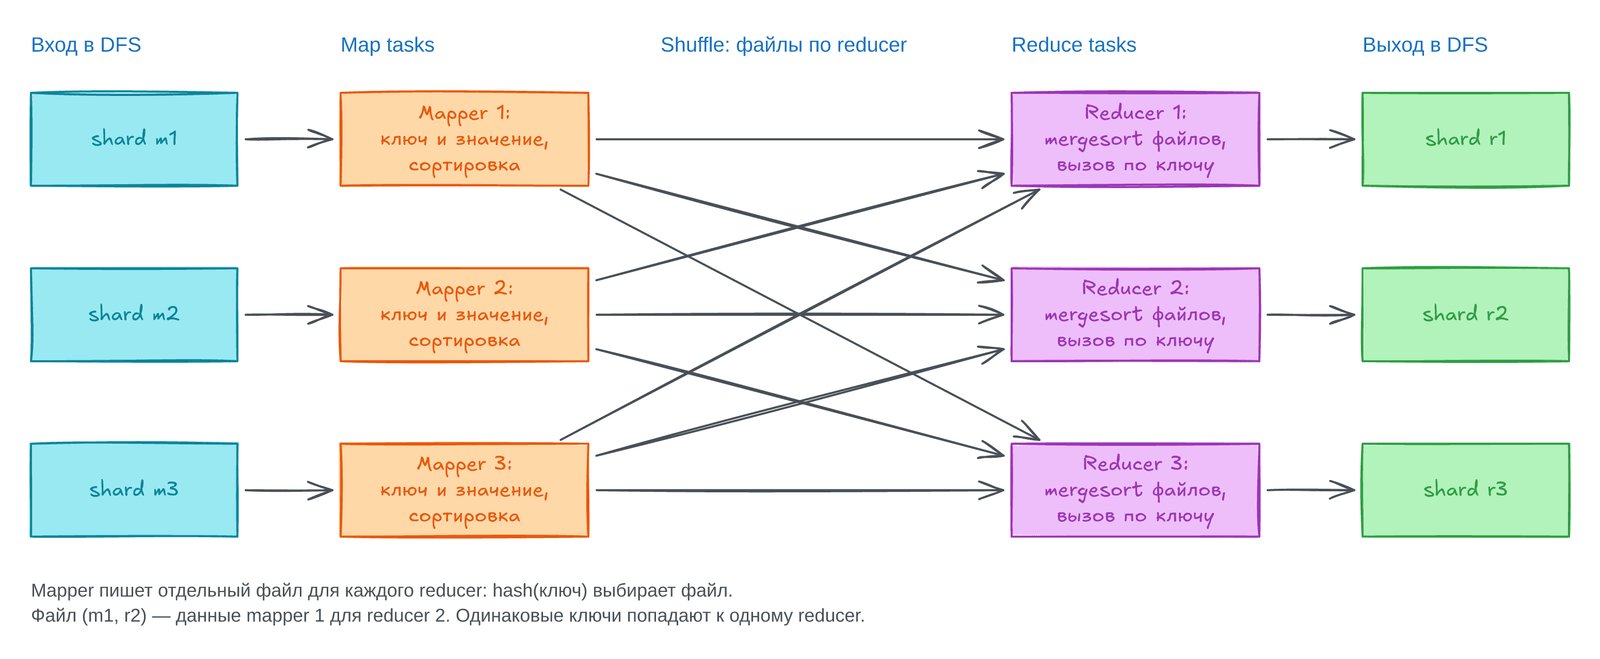 Вход в DFS
Map tasks
Shuffle: файлы по reducer
Reduce tasks
Выход в DFS
shard m1
Mapper 1:
ключ и значение,
сортировка
Reducer 1:
mergesort файлов,
вызов по ключу
shard r1
shard m2
Mapper 2:
ключ и значение,
сортировка
Reducer 2:
mergesort файлов,
вызов по ключу
shard r2
shard m3
Mapper 3:
ключ и значение,
сортировка
Reducer 3:
mergesort файлов,
вызов по ключу
shard r3
Mapper пишет отдельный файл для каждого reducer: hash(ключ) выбирает файл.
Файл (m1, r2) — данные mapper 1 для reducer 2. Одинаковые ключи попадают к одному reducer.